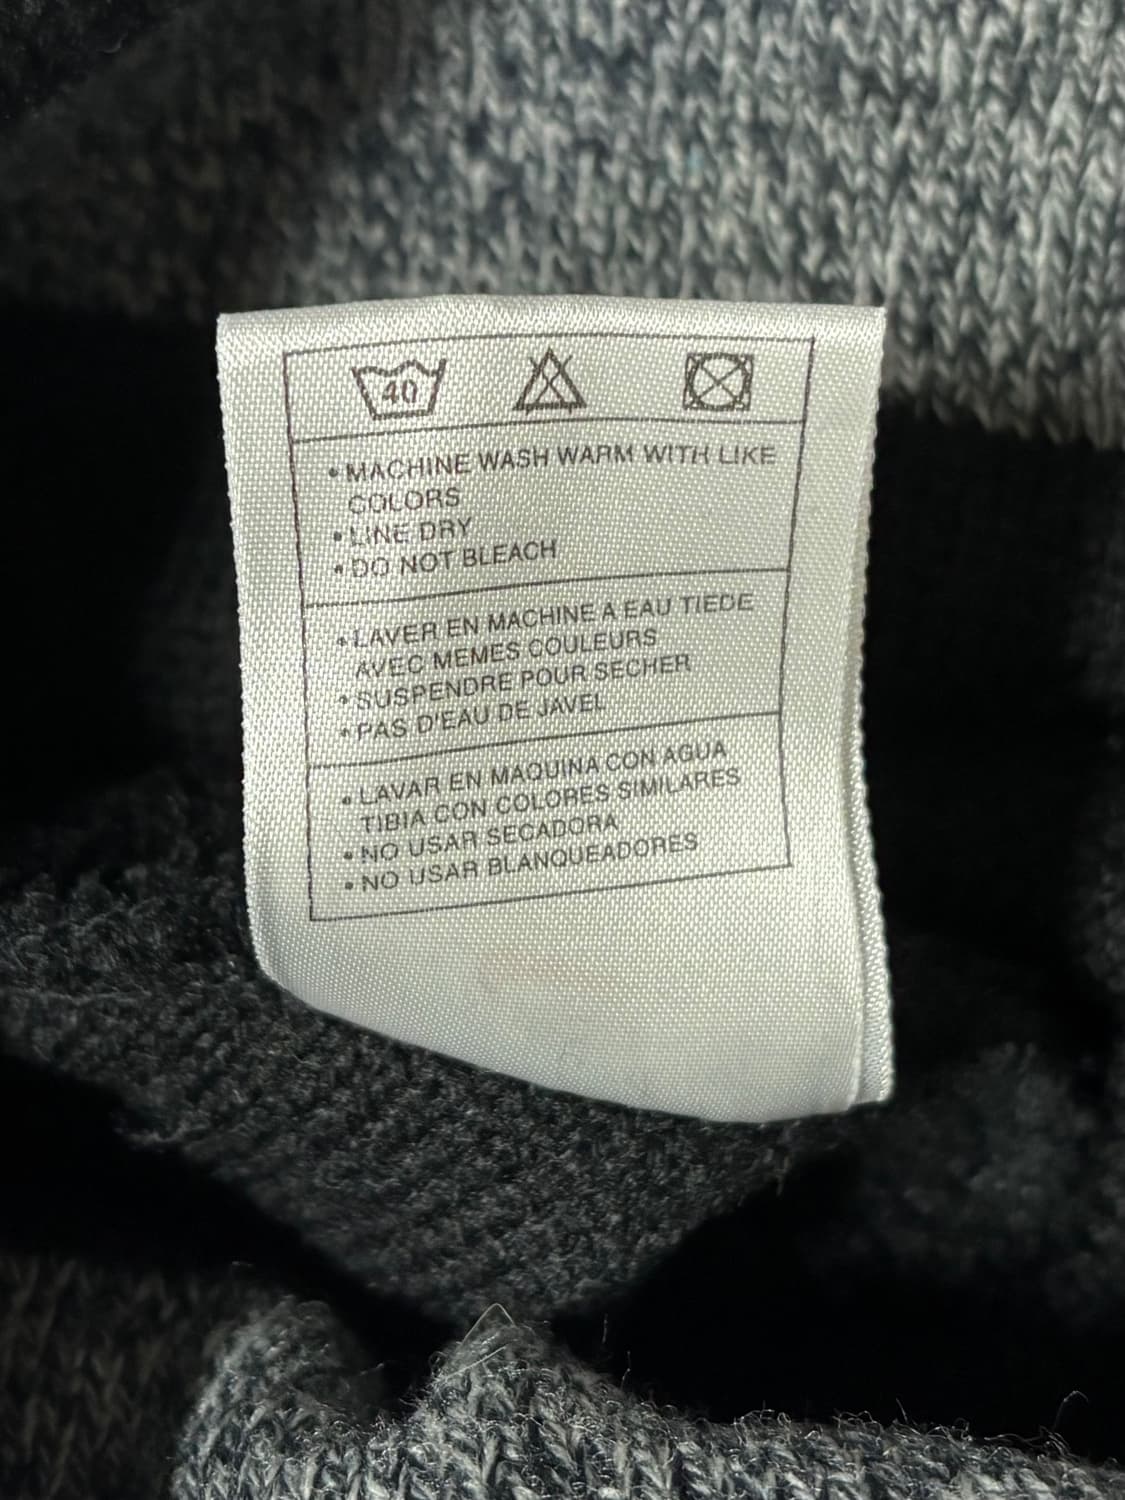 40
• MACHINE WASH WARM WITH LIKE
COLORS
• LINE DRY
• DO NOT BLEACH
• LAVER EN MACHINE A EAU TIEDE
AVEC MEMES COULEURS
• SUSPENDRE POUR SECHER
• PAS D'EAU DE JAVEL
• LAVAR EN MAQUINA CON AGUA
TIBIA CON COLORES SIMILARES
• NO USAR SECADORA
• NO USAR BLANQUEADORES